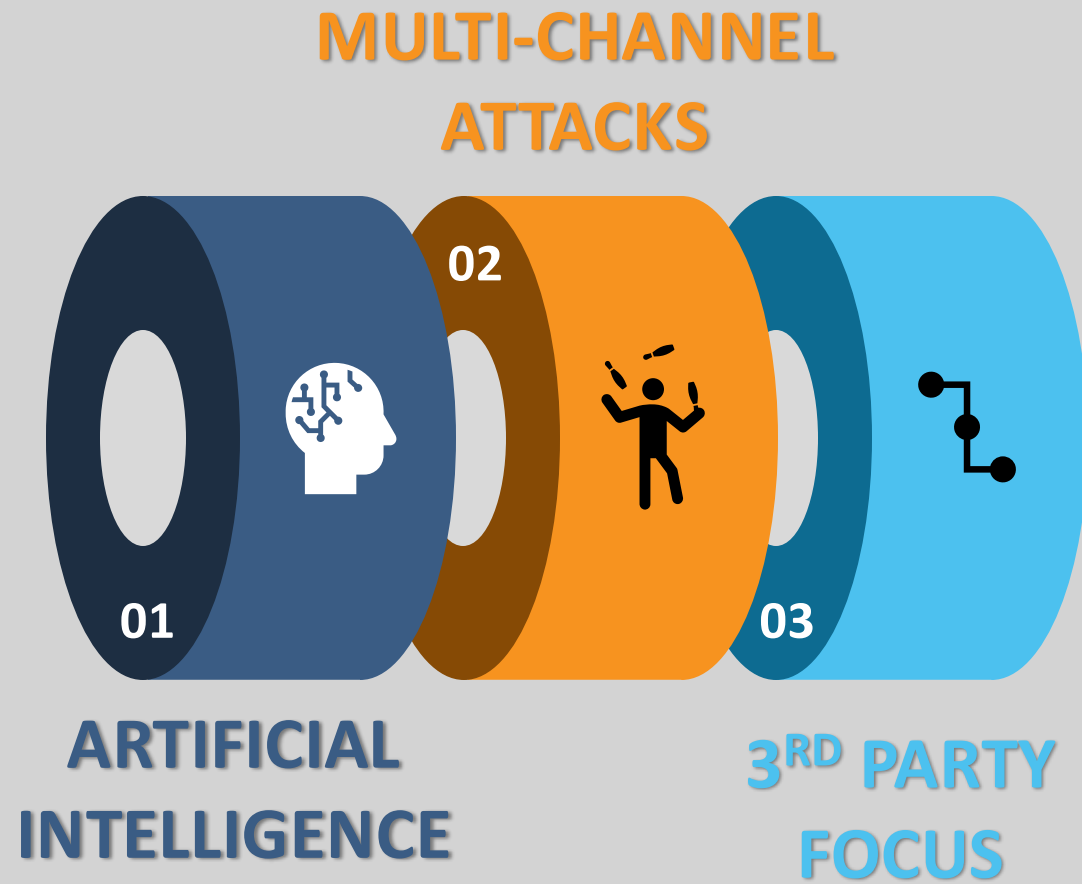 MULTI-CHANNEL
ATTACKS
02
01
03
ARTIFICIAL
INTELLIGENCE
3RD PARTY
FOCUS